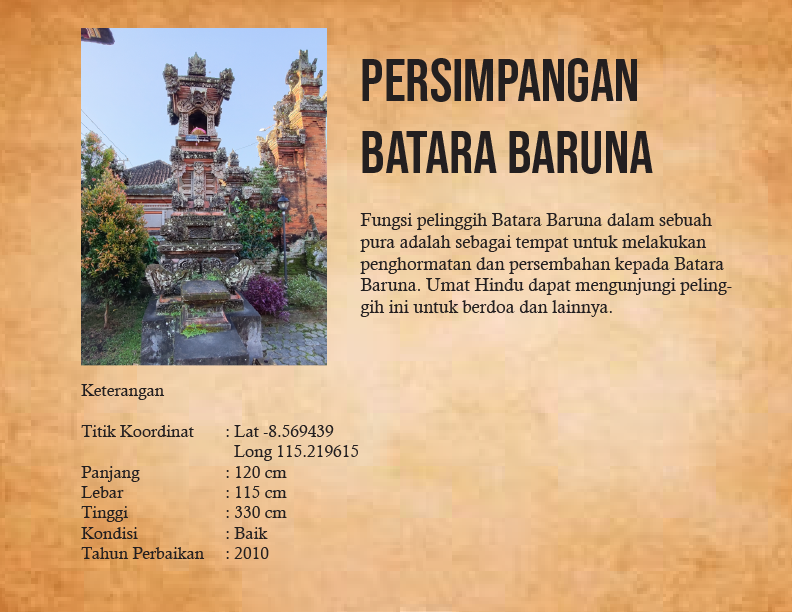 PERSIMPANGAN
BATARA BARUNA
Fungsi pelinggih Batara Baruna dalam sebuah
pura adalah sebagai tempat untuk melakukan
penghormatan dan persembahan kepada Batara
Baruna. Umat Hindu dapat mengunjungi peling-
gih ini untuk berdoa dan lainnya.
Keterangan
Titik Koordinat : Lat -8.569439
Long 115.219615
Panjang : 120 cm
Lebar : 115 cm
Tinggi : 330 cm
Kondisi : Baik
Tahun Perbaikan : 2010